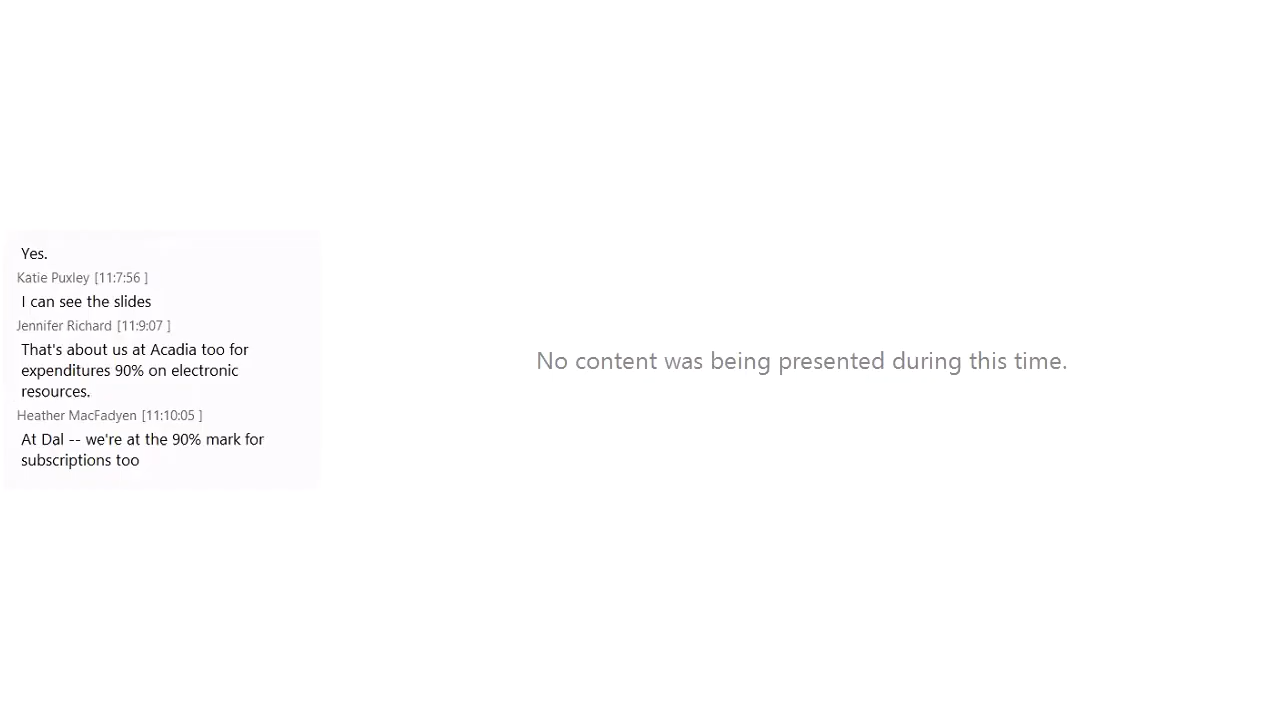 Yes.
Katie Puxley [11:7:56 ]
I can see the slides
Jennifer Richard [11:9:07 ]
That's about us at Acadia too for
expenditures 90% on electronic
resources.
Heather MacFadyen [11:10:05 ]
At Dal -- we're at the 90% mark for
subscriptions too
No content was being presented during this time.